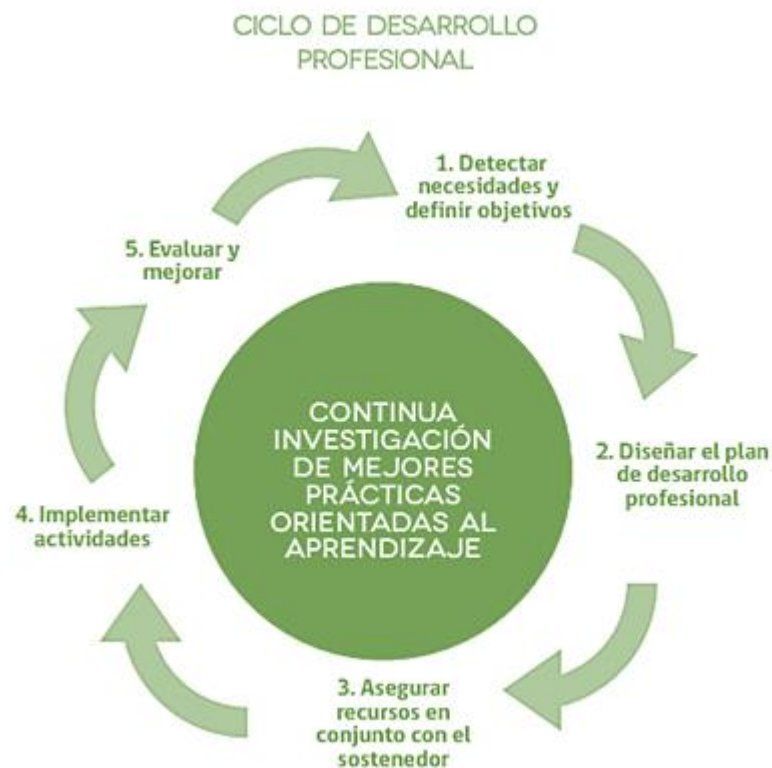 CICLO DE DESARROLLO
PROFESIONAL
1. Detectar
necesidades y
definir objetivos
2. Diseñar el plan
de desarrollo
profesional
3. Asegurar
recursos en
conjunto con el
sostenedor
4. Implementar
actividades
5. Evaluar y
mejorar
CONTINUA
INVESTIGACIÓN
DE MEJORES
PRÁCTICAS
ORIENTADAS AL
APRENDIZAJE